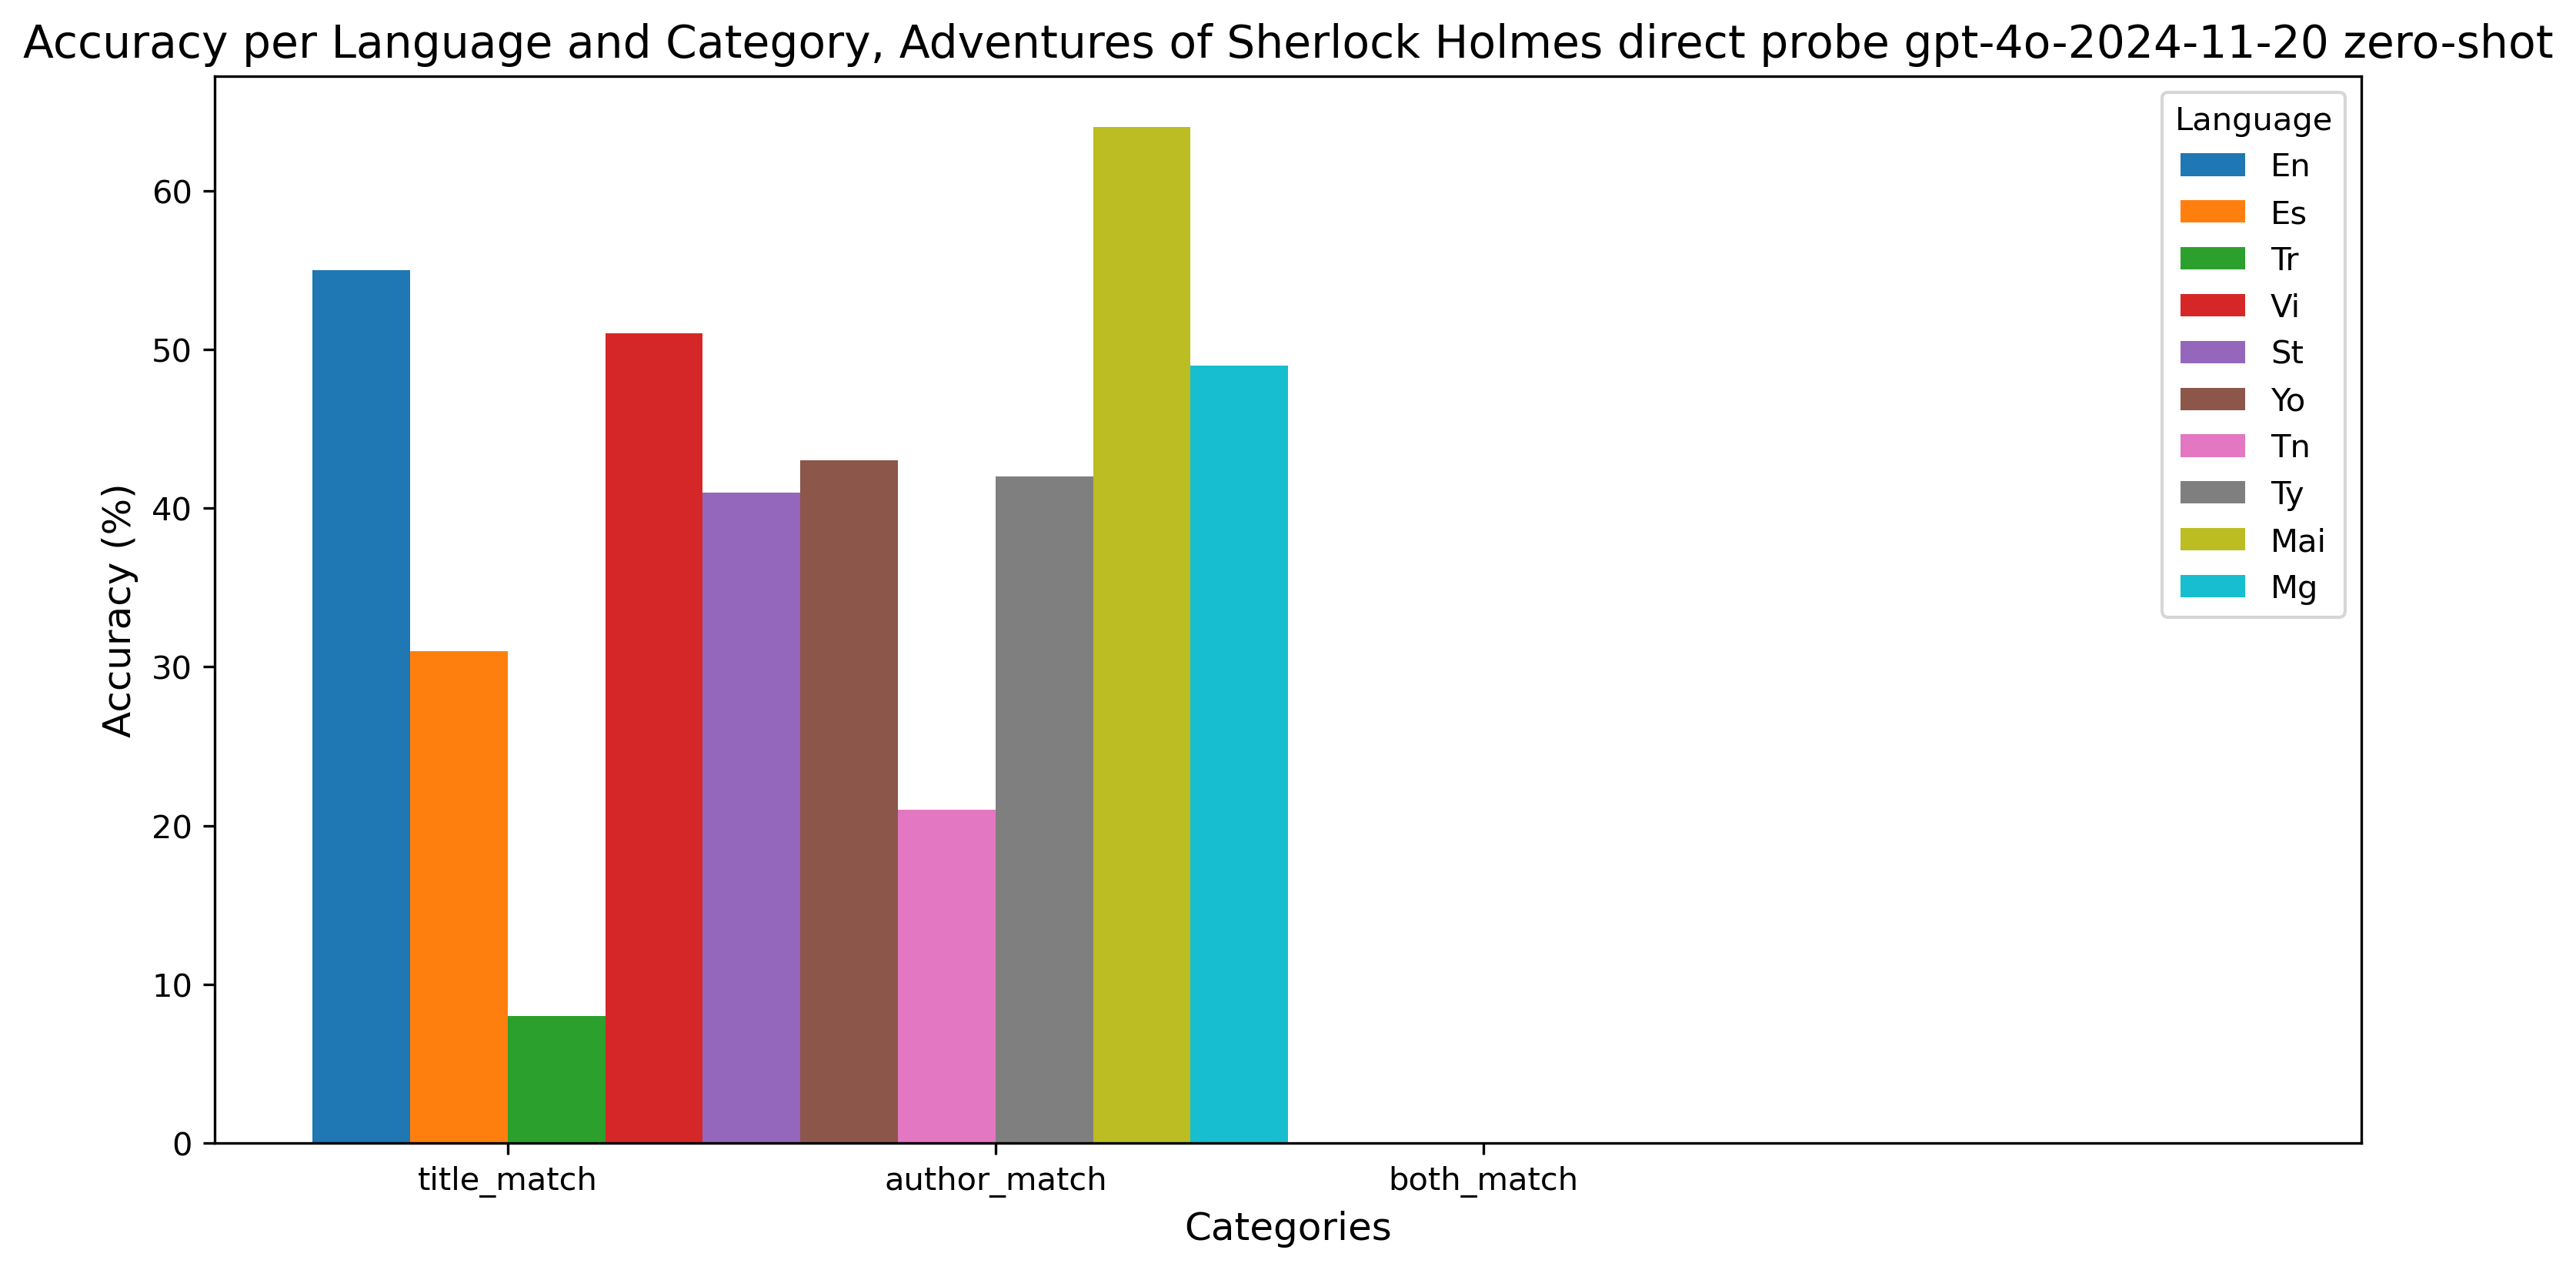 Accuracy per Language and Category, Adventures of Sherlock Holmes direct probe gpt-4o-2024-11-20 zero-shot
Accuracy (%)
60
50
40
30
20
10
0
title_match
author_match
both_match
Categories
Language
En
Es
Tr
Vi
St
Yo
Tn
Ty
Mai
Mg